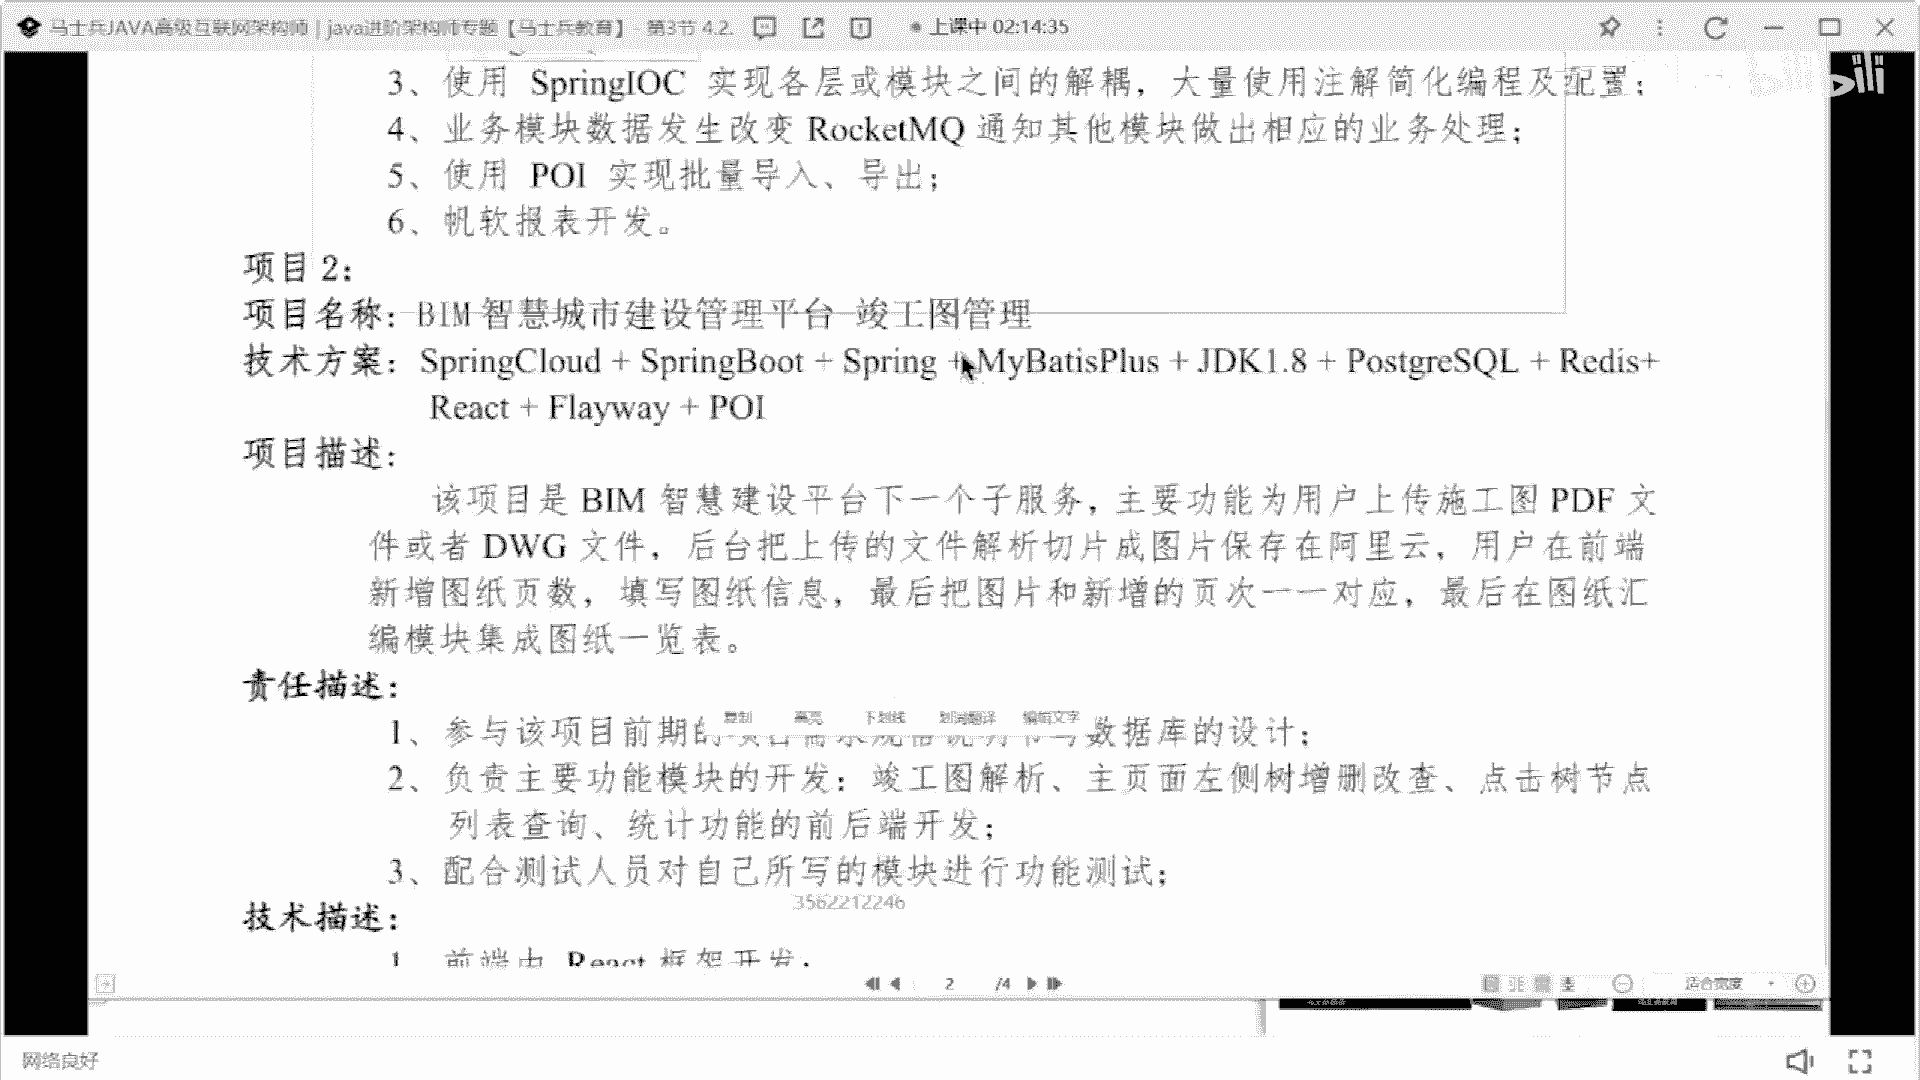 马士兵JAVA高级互联网架构师 | java进阶架构师专题【马士兵教育】 - 第3节 4.2.
上课中 02:14:35
bilibili
3、使用 SpringIOC 实现各层或模块之间的解耦，大量使用注解简化编程及配置；
4、业务模块数据发生改变 RocketMQ 通知其他模块做出相应的业务处理；
5、使用 POI 实现批量导入、导出；
6、帆软报表开发。
项目 2：
项目名称：BIM 智慧城市建设管理平台-竣工图管理
技术方案：SpringCloud + SpringBoot + Spring + MyBatisPlus + JDK1.8 + PostgreSQL + Redis+
React + Flayway + POI
项目描述：
该项目是 BIM 智慧建设平台下一个子服务，主要功能为用户上传施工图 PDF 文
件或者 DWG 文件，后台把上传的文件解析切片成图片保存在阿里云，用户在前端
新增图纸页数，填写图纸信息，最后把图片和新增的页次一一对应，最后在图纸汇
编模块集成图纸一览表。
责任描述：
复制 高亮 下划线 划词翻译 编辑文字
1、参与该项目前期的 数据库的设计；
2、负责主要功能模块的开发：竣工图解析、主页面左侧树增删改查、点击树节点
列表查询、统计功能的前后端开发；
3、配合测试人员对自己所写的模块进行功能测试；
3562212246
技术描述：
1、前端由 React 框架开发；
2 /4
适合宽度
网络良好